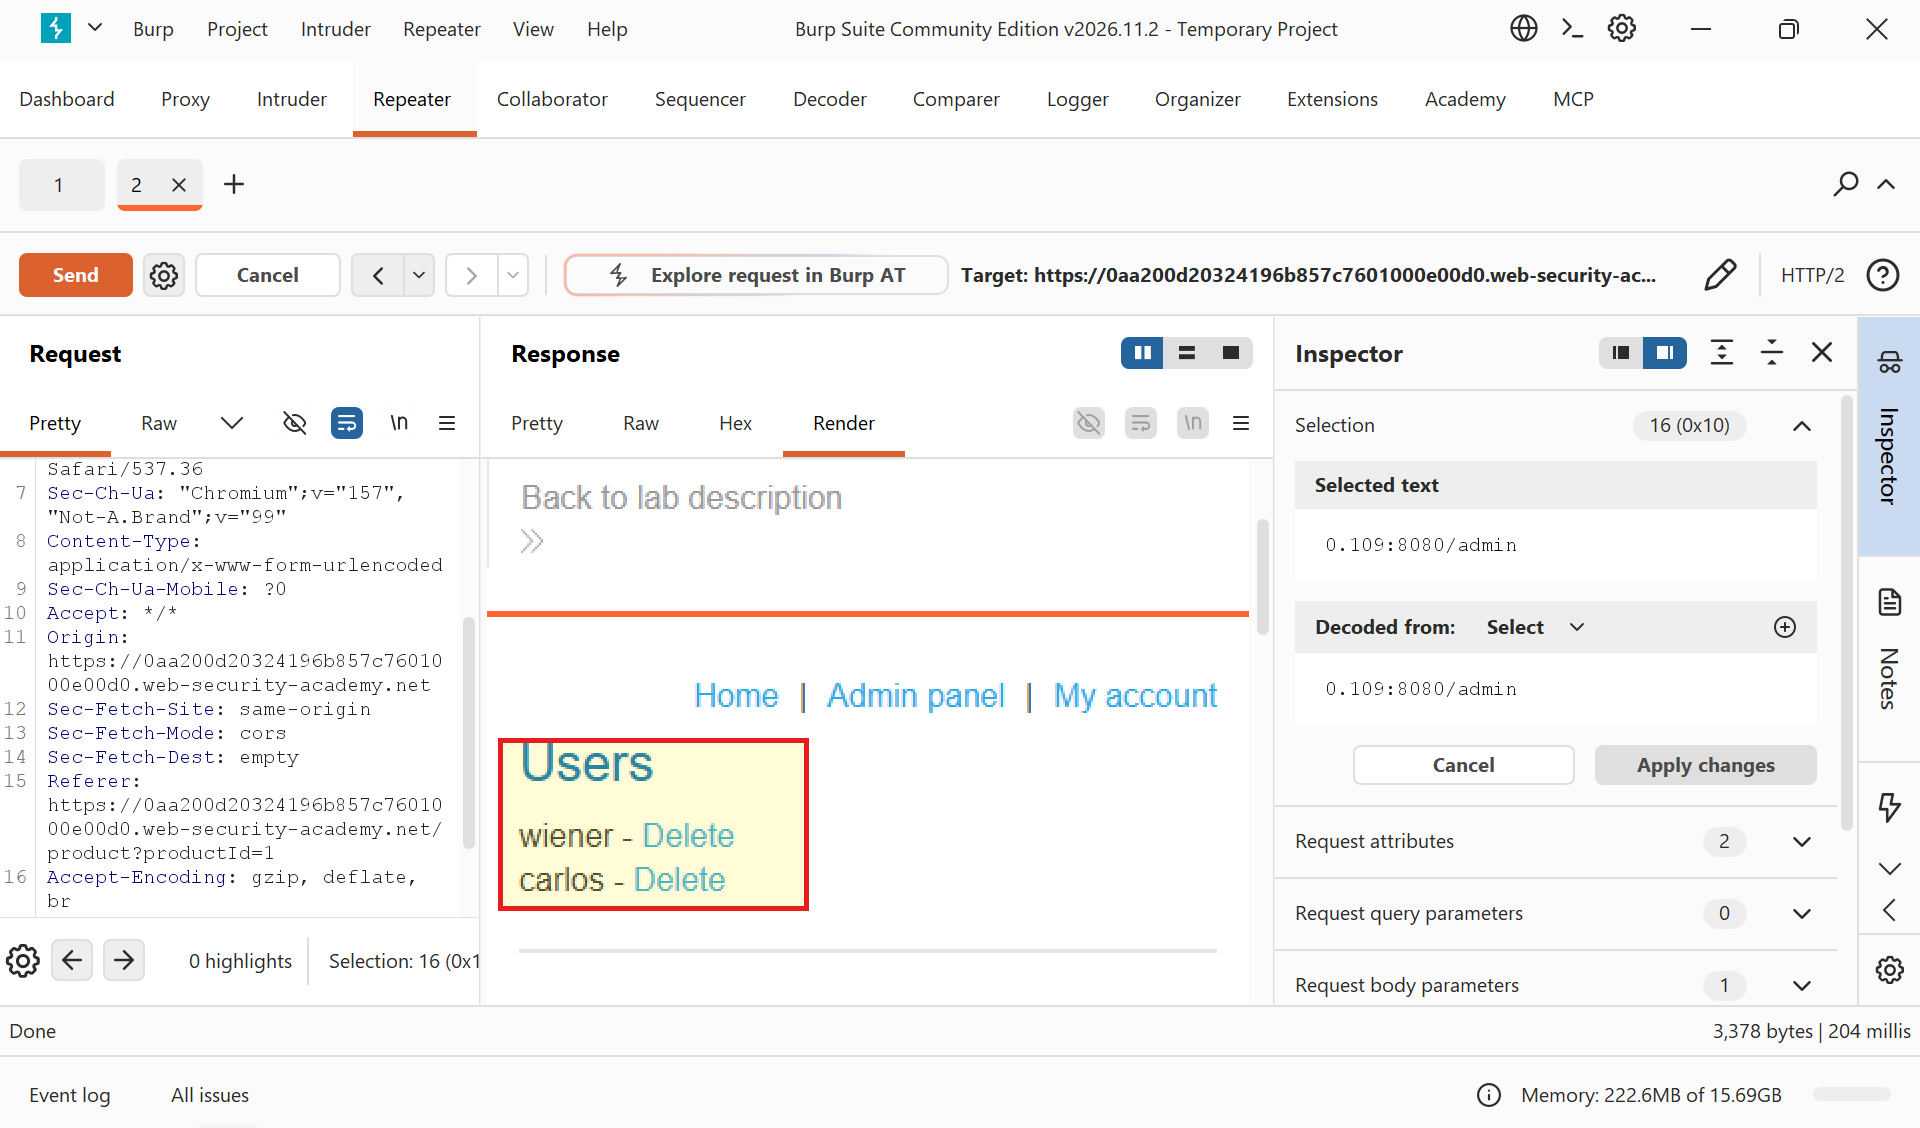 Burp Project Intruder Repeater View Help Burp Suite Community Edition v2026.11.2 - Temporary Project
Dashboard Proxy Intruder Repeater Collaborator Sequencer Decoder Comparer Logger Organizer Extensions Academy MCP
1 2
Send Cancel Explore request in Burp AT Target: https://0aa200d20324196b857c7601000e00d0.web-security-ac... HTTP/2
Request
Pretty Raw \n
Safari/537.36
7 Sec-Ch-Ua: "Chromium";v="157",
"Not-A.Brand";v="99"
8 Content-Type:
application/x-www-form-urlencoded
9 Sec-Ch-Ua-Mobile: ?0
10 Accept: */*
11 Origin:
https://0aa200d20324196b857c76010
00e00d0.web-security-academy.net
12 Sec-Fetch-Site: same-origin
13 Sec-Fetch-Mode: cors
14 Sec-Fetch-Dest: empty
15 Referer:
https://0aa200d20324196b857c76010
00e00d0.web-security-academy.net/
product?productId=1
16 Accept-Encoding: gzip, deflate,
br
0 highlights Selection: 16 (0x1
Response
Pretty Raw Hex Render \n
Back to lab description
Home | Admin panel | My account
Users
wiener - Delete
carlos - Delete
Inspector
Selection 16 (0x10)
Selected text
0.109:8080/admin
Decoded from: Select
0.109:8080/admin
Cancel Apply changes
Request attributes 2
Request query parameters 0
Request body parameters 1
Inspector
Notes
Done 3,378 bytes | 204 millis
Event log All issues Memory: 222.6MB of 15.69GB